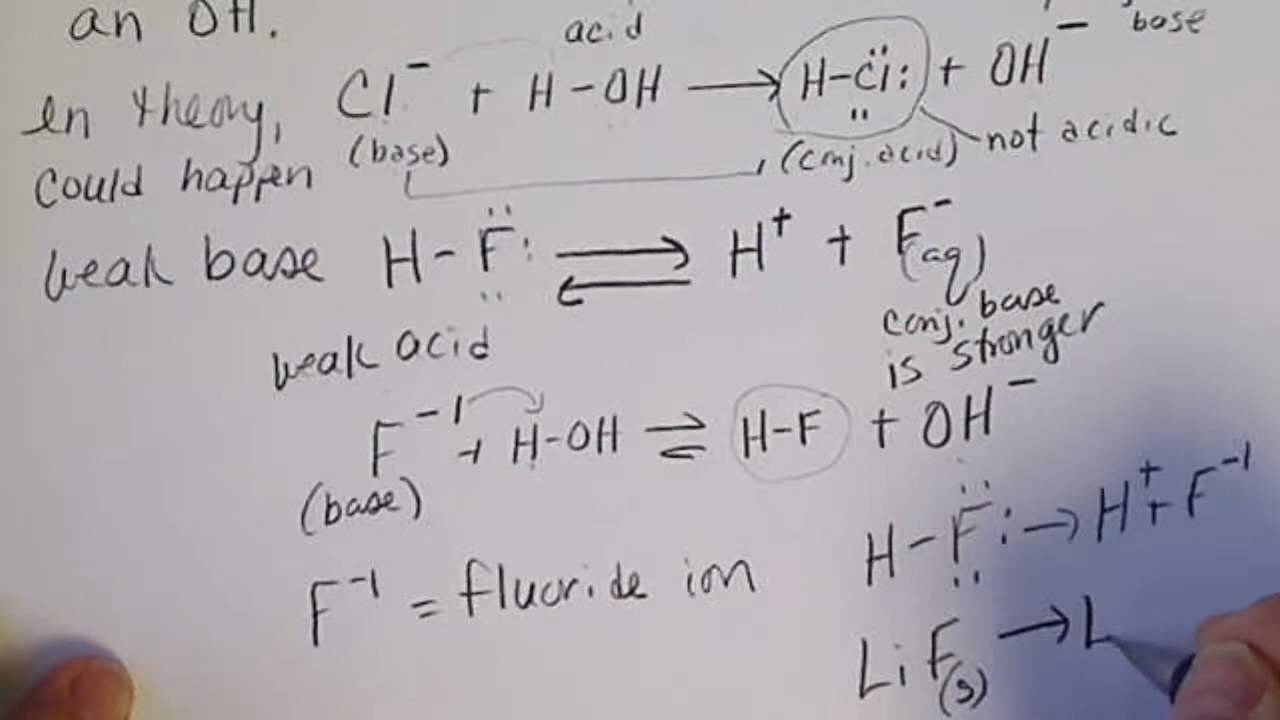 an OH.
acid
base
In theory, Cl⁻ + H-OH → H-Cl: + OH⁻
could happen (base) (conj. acid) not acidic
weak base H-F: ⇌ H⁺ + F⁻(aq)
weak acid
conj. base
is stronger
F⁻¹ + H-OH ⇌ H-F + OH⁻
(base)
H-F: → H⁺ + F⁻¹
F⁻¹ = fluoride ion
LiF(s) → L